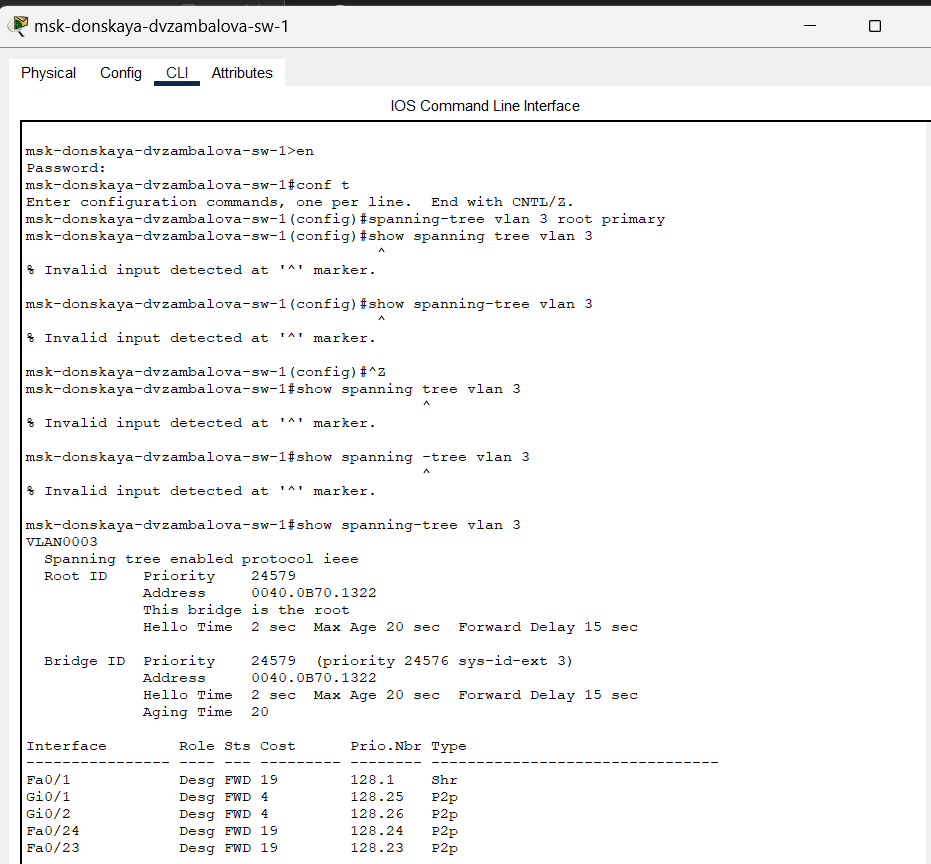 msk-donskaya-dvzambalova-sw-1
Physical Config CLI Attributes
IOS Command Line Interface
msk-donskaya-dvzambalova-sw-1>en
Password:
msk-donskaya-dvzambalova-sw-1#conf t
Enter configuration commands, one per line.  End with CNTL/Z.
msk-donskaya-dvzambalova-sw-1(config)#spanning-tree vlan 3 root primary
msk-donskaya-dvzambalova-sw-1(config)#show spanning tree vlan 3
^
% Invalid input detected at '^' marker.
msk-donskaya-dvzambalova-sw-1(config)#show spanning-tree vlan 3
^
% Invalid input detected at '^' marker.
msk-donskaya-dvzambalova-sw-1(config)#^Z
msk-donskaya-dvzambalova-sw-1#show spanning tree vlan 3
^
% Invalid input detected at '^' marker.
msk-donskaya-dvzambalova-sw-1#show spanning -tree vlan 3
^
% Invalid input detected at '^' marker.
msk-donskaya-dvzambalova-sw-1#show spanning-tree vlan 3
VLAN0003
Spanning tree enabled protocol ieee
Root ID    Priority    24579
Address     0040.0B70.1322
This bridge is the root
Hello Time  2 sec  Max Age 20 sec  Forward Delay 15 sec
Bridge ID  Priority    24579  (priority 24576 sys-id-ext 3)
Address     0040.0B70.1322
Hello Time  2 sec  Max Age 20 sec  Forward Delay 15 sec
Aging Time  20
Interface        Role Sts Cost      Prio.Nbr Type
---------------- ---- --- --------- -------- --------------------------------
Fa0/1            Desg FWD 19        128.1    Shr
Gi0/1            Desg FWD 4         128.25   P2p
Gi0/2            Desg FWD 4         128.26   P2p
Fa0/24           Desg FWD 19        128.24   P2p
Fa0/23           Desg FWD 19        128.23   P2p